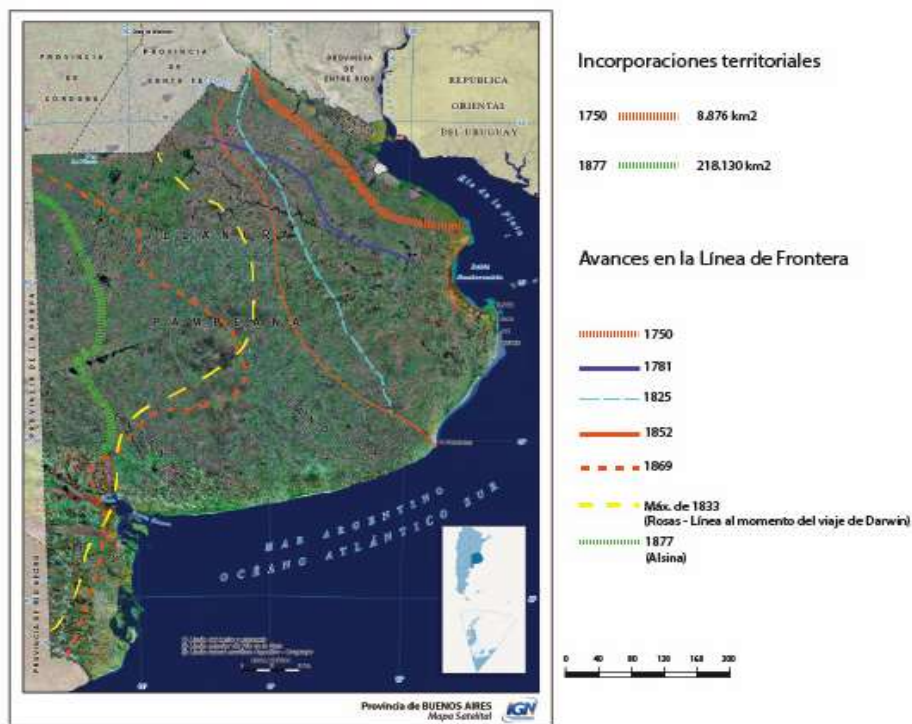 PROVINCIA
DE
CÓRDOBA
PROVINCIA
DE
SANTA FE
PROVINCIA
DE
ENTRE RÍOS
REPUBLICA
ORIENTAL
DEL URUGUAY
Río de la Plata
LLANURA
PAMPEANA
PROVINCIA DE LA PAMPA
PROVINCIA DE RÍO NEGRO
MAR ARGENTINO
OCÉANO ATLÁNTICO SUR
Provincia de BUENOS AIRES
Mapa Satelital
IGN
Incorporaciones territoriales
1750 8.876 km2
1877 218.130 km2
Avances en la Línea de Frontera
1750
1781
1825
1852
1869
Máx. de 1833
(Rosas - Línea al momento del viaje de Darwin)
1877
(Alsina)
0 40 80 120 160 200